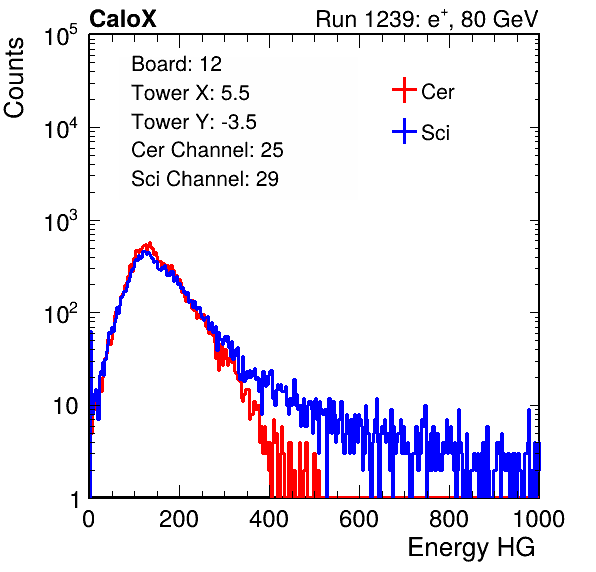 CaloX
Run 1239: e⁺, 80 GeV
Counts
10⁵
10⁴
10³
10²
10
1
Board: 12
Tower X: 5.5
Tower Y: -3.5
Cer Channel: 25
Sci Channel: 29
Cer
Sci
0
200
400
600
800
1000
Energy HG